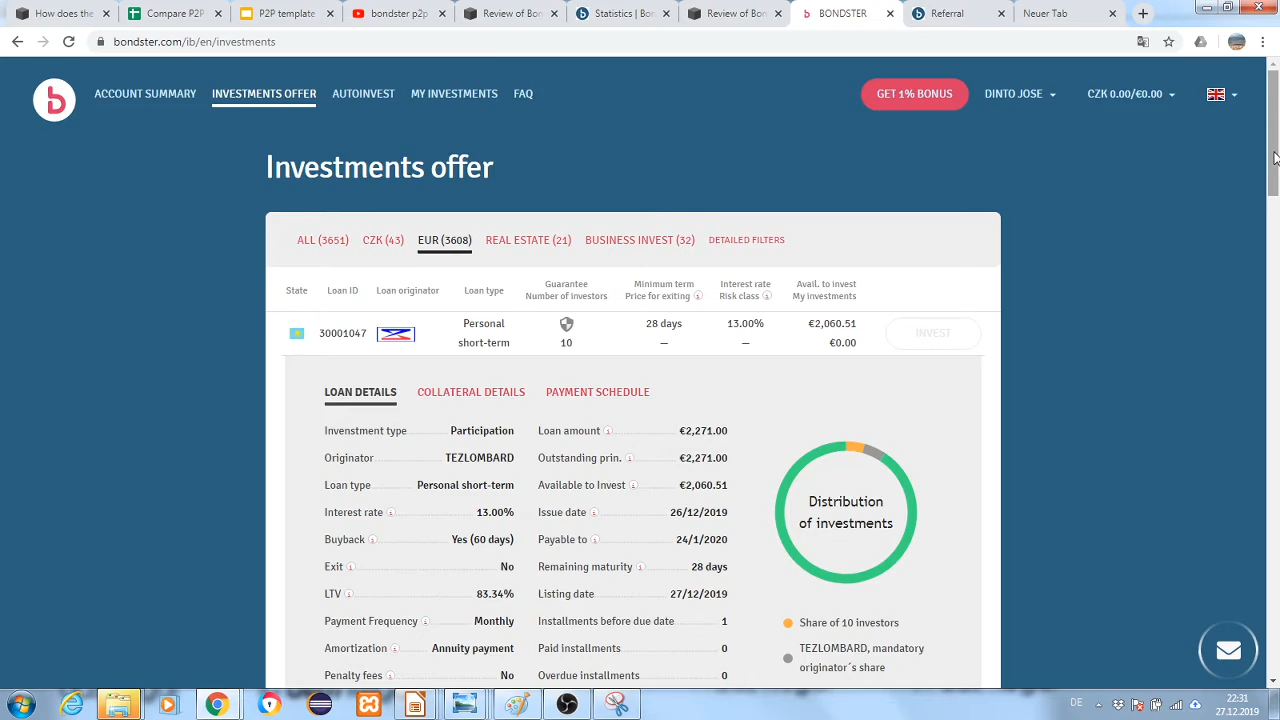 How does Bond
Compare P2P
P2P template
bondster p2p
Review of Bon
Statistics | Bo
Review of Bon
BONDSTER
Referral
Neuer Tab
bondster.com/ib/en/investments
b ACCOUNT SUMMARY INVESTMENTS OFFER AUTOINVEST MY INVESTMENTS FAQ GET 1% BONUS DINTO JOSE CZK 0.00/€0.00
Investments offer
ALL (3651) CZK (43) EUR (3608) REAL ESTATE (21) BUSINESS INVEST (32) DETAILED FILTERS
State Loan ID Loan originator Loan type Guarantee Number of investors Minimum term Price for exiting i Interest rate Risk class i Avail. to invest My investments
30001047 Personal short-term 10 28 days — 13.00% — €2,060.51 €0.00 INVEST
LOAN DETAILS COLLATERAL DETAILS PAYMENT SCHEDULE
Invenstment type Participation Loan amount i €2,271.00
Originator TEZLOMBARD Outstanding prin. i €2,271.00
Loan type Personal short-term Available to Invest i €2,060.51
Interest rate i 13.00% Issue date i 26/12/2019
Buyback i Yes (60 days) Payable to i 24/1/2020
Exit i No Remaining maturity i 28 days
LTV i 83.34% Listing date 27/12/2019
Payment Frequency i Monthly Installments before due date 1
Amortization i Annuity payment Paid installments 0
Penalty fees i No Overdue installments 0
Distribution
of investments
Share of 10 investors
TEZLOMBARD, mandatory
originator´s share
DE
22:31
27.12.2019